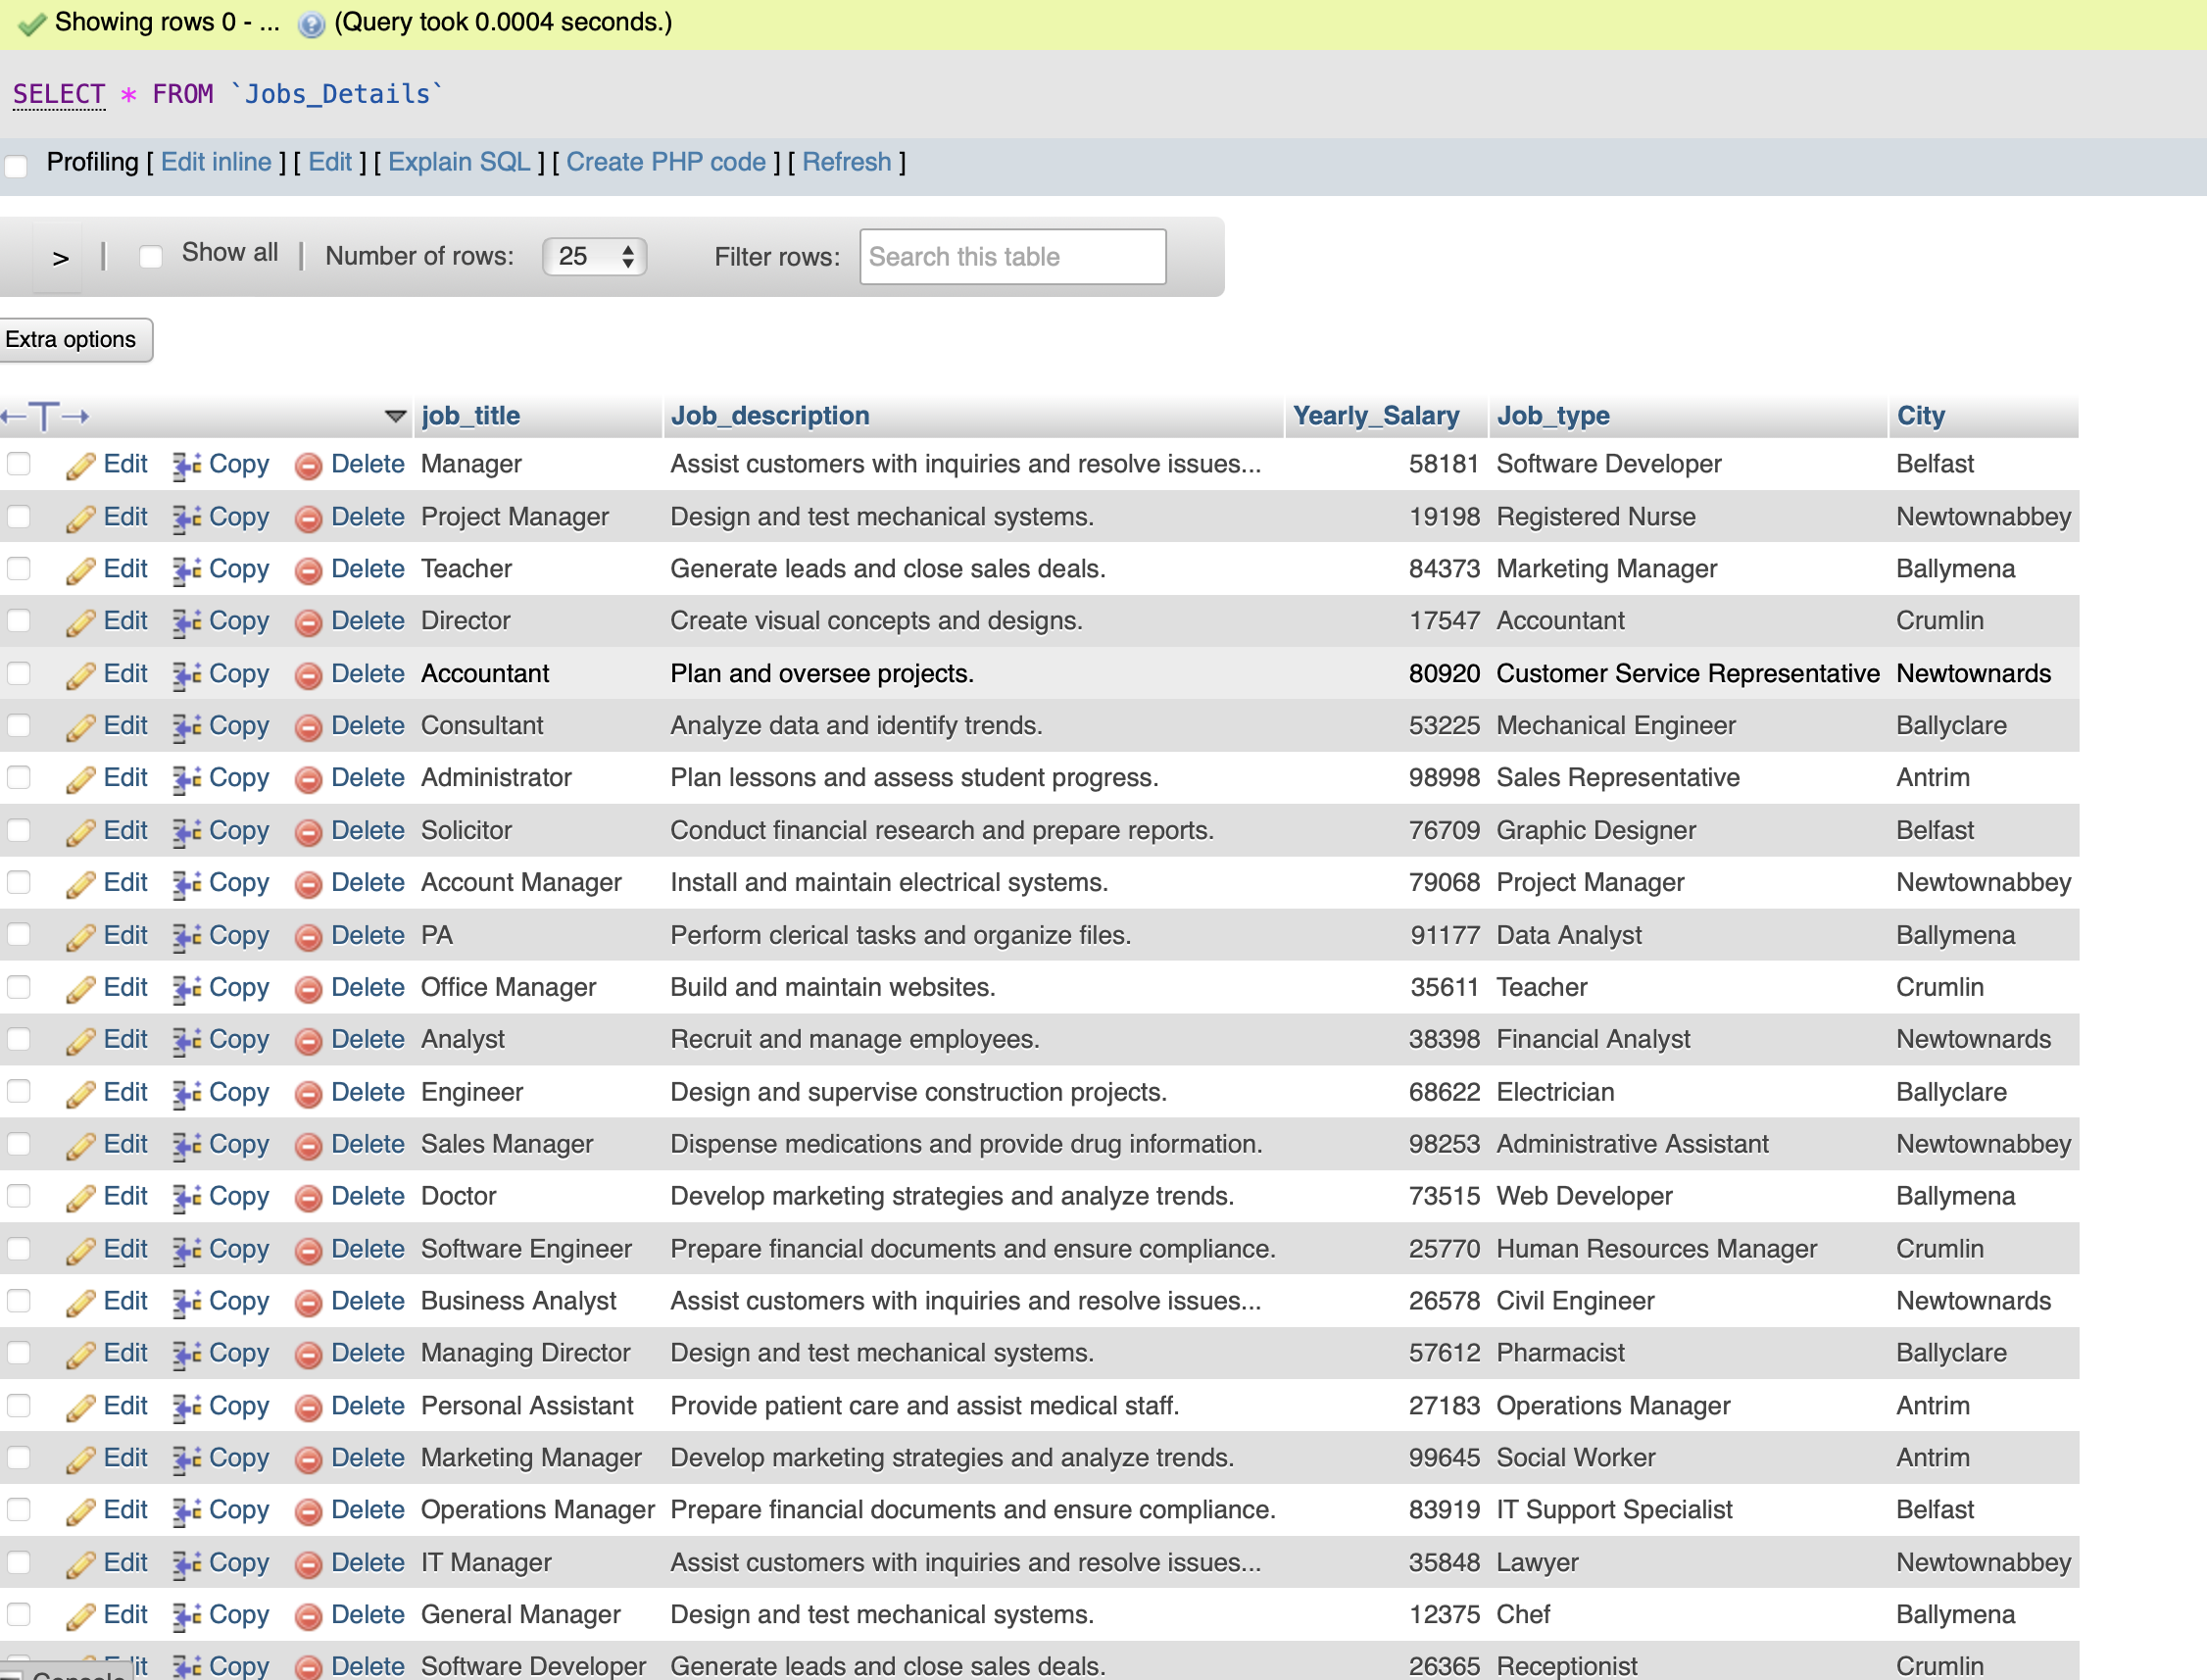 Showing rows 0 - ... (Query took 0.0004 seconds.)
SELECT * FROM `Jobs_Details`
Profiling [ Edit inline ] [ Edit ] [ Explain SQL ] [ Create PHP code ] [ Refresh ]
> | Show all | Number of rows: 25 Filter rows: Search this table
Extra options
←T→ job_title Job_description Yearly_Salary Job_type City
Edit Copy Delete Manager Assist customers with inquiries and resolve issues... 58181 Software Developer Belfast
Edit Copy Delete Project Manager Design and test mechanical systems. 19198 Registered Nurse Newtownabbey
Edit Copy Delete Teacher Generate leads and close sales deals. 84373 Marketing Manager Ballymena
Edit Copy Delete Director Create visual concepts and designs. 17547 Accountant Crumlin
Edit Copy Delete Accountant Plan and oversee projects. 80920 Customer Service Representative Newtownards
Edit Copy Delete Consultant Analyze data and identify trends. 53225 Mechanical Engineer Ballyclare
Edit Copy Delete Administrator Plan lessons and assess student progress. 98998 Sales Representative Antrim
Edit Copy Delete Solicitor Conduct financial research and prepare reports. 76709 Graphic Designer Belfast
Edit Copy Delete Account Manager Install and maintain electrical systems. 79068 Project Manager Newtownabbey
Edit Copy Delete PA Perform clerical tasks and organize files. 91177 Data Analyst Ballymena
Edit Copy Delete Office Manager Build and maintain websites. 35611 Teacher Crumlin
Edit Copy Delete Analyst Recruit and manage employees. 38398 Financial Analyst Newtownards
Edit Copy Delete Engineer Design and supervise construction projects. 68622 Electrician Ballyclare
Edit Copy Delete Sales Manager Dispense medications and provide drug information. 98253 Administrative Assistant Newtownabbey
Edit Copy Delete Doctor Develop marketing strategies and analyze trends. 73515 Web Developer Ballymena
Edit Copy Delete Software Engineer Prepare financial documents and ensure compliance. 25770 Human Resources Manager Crumlin
Edit Copy Delete Business Analyst Assist customers with inquiries and resolve issues... 26578 Civil Engineer Newtownards
Edit Copy Delete Managing Director Design and test mechanical systems. 57612 Pharmacist Ballyclare
Edit Copy Delete Personal Assistant Provide patient care and assist medical staff. 27183 Operations Manager Antrim
Edit Copy Delete Marketing Manager Develop marketing strategies and analyze trends. 99645 Social Worker Antrim
Edit Copy Delete Operations Manager Prepare financial documents and ensure compliance. 83919 IT Support Specialist Belfast
Edit Copy Delete IT Manager Assist customers with inquiries and resolve issues... 35848 Lawyer Newtownabbey
Edit Copy Delete General Manager Design and test mechanical systems. 12375 Chef Ballymena
Console it Copy Delete Software Developer Generate leads and close sales deals. 26365 Receptionist Crumlin